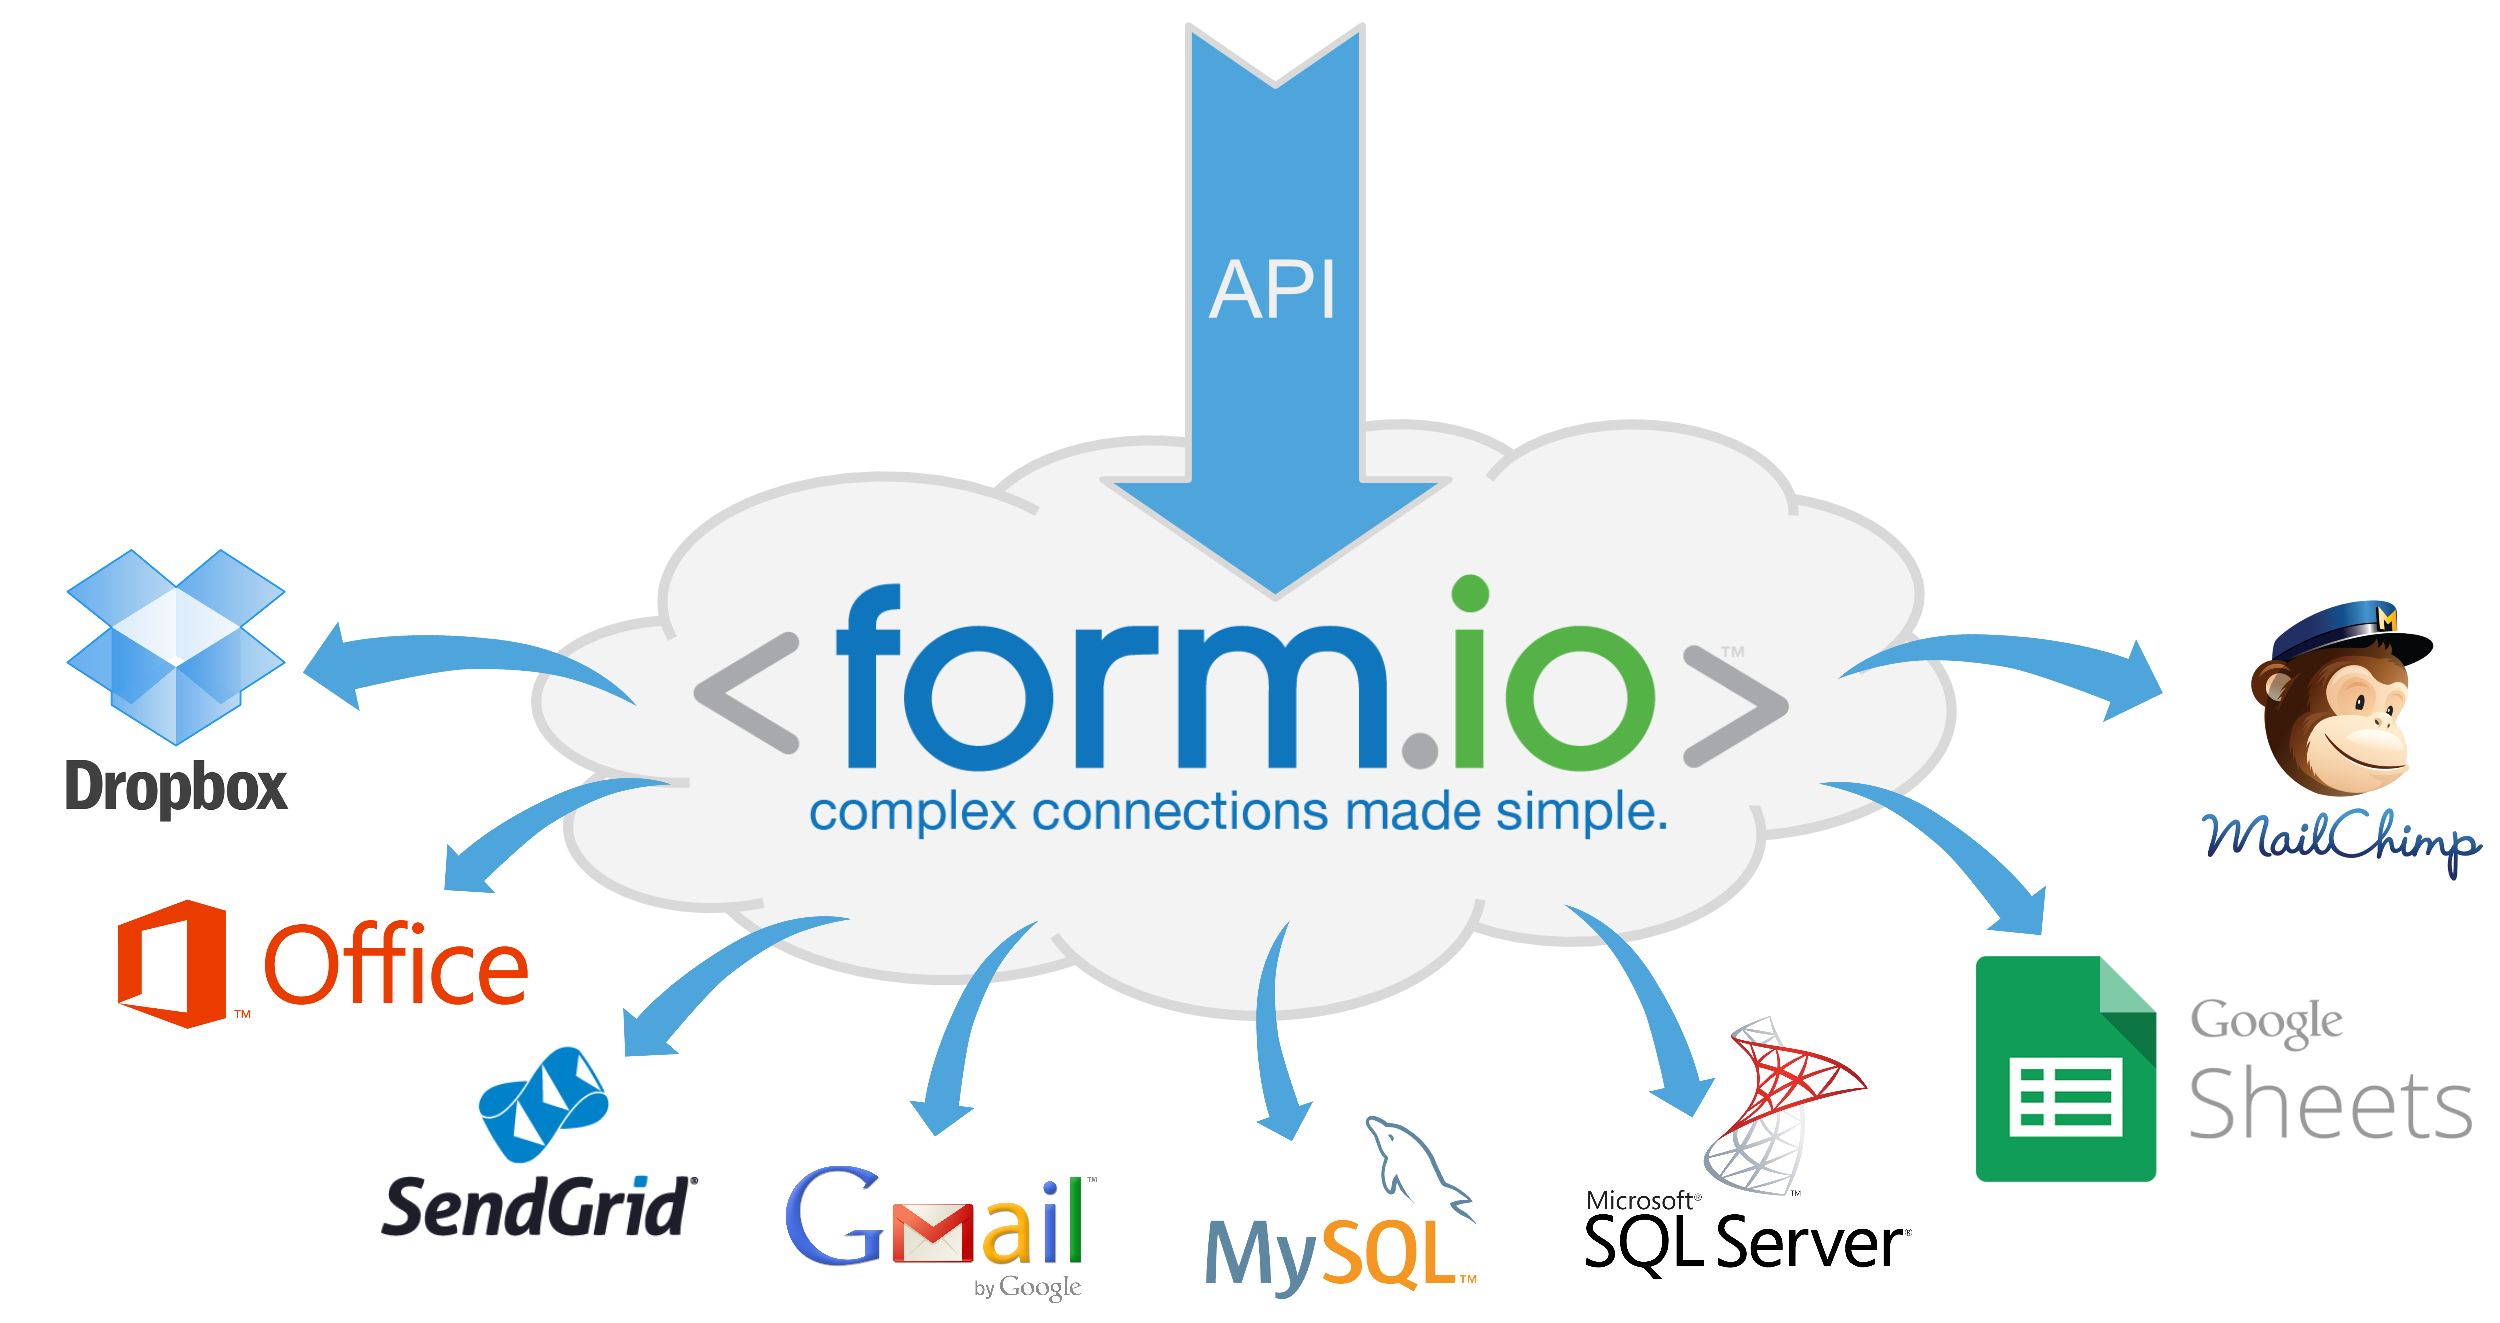 API
<form.io>™
complex connections made simple.
Dropbox
MailChimp
Office™
SendGrid®
Gmail™
by Google
MySQL™
Microsoft®
SQL Server®
™
Google
Sheets
M